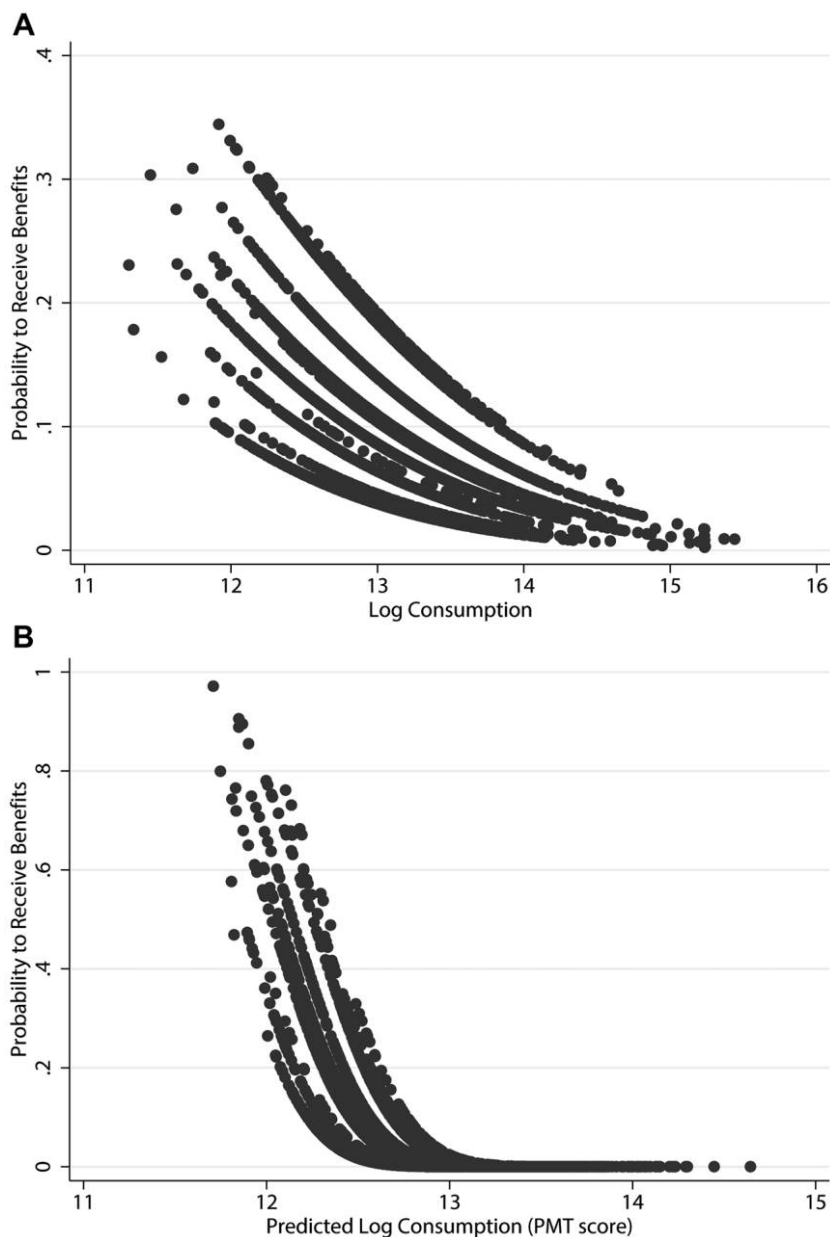 A
.4
.3
.2
.1
0
Probability to Receive Benefits
11 12 13 14 15 16
Log Consumption
B
1
.8
.6
.4
.2
0
Probability to Receive Benefits
11 12 13 14 15
Predicted Log Consumption (PMT score)